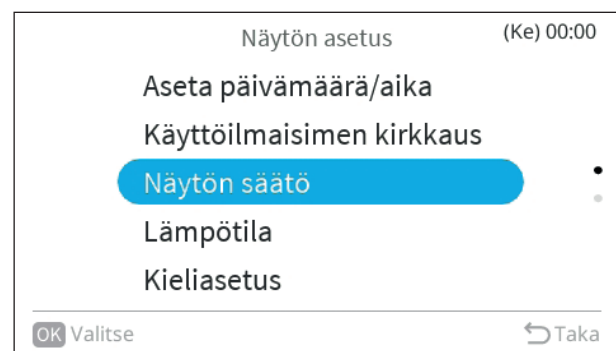 Näytön asetus
(Ke) 00:00
Aseta päivämäärä/aika
Käyttöilmaisimen kirkkaus
Näytön säätö
Lämpötila
Kieliasetus
OK Valitse
Taka